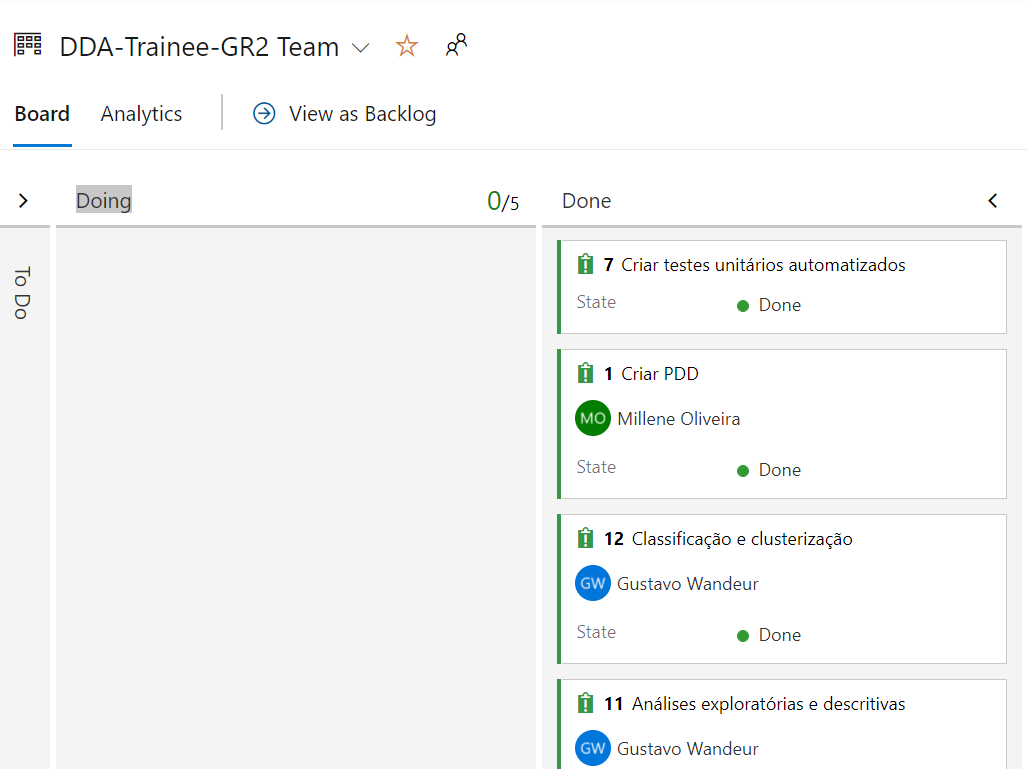 DDA-Trainee-GR2 Team
Board Analytics View as Backlog
Doing 0/5 Done
To Do
7 Criar testes unitários automatizados
State Done
1 Criar PDD
MO Millene Oliveira
State Done
12 Classificação e clusterização
GW Gustavo Wandeur
State Done
11 Análises exploratórias e descritivas
GW Gustavo Wandeur